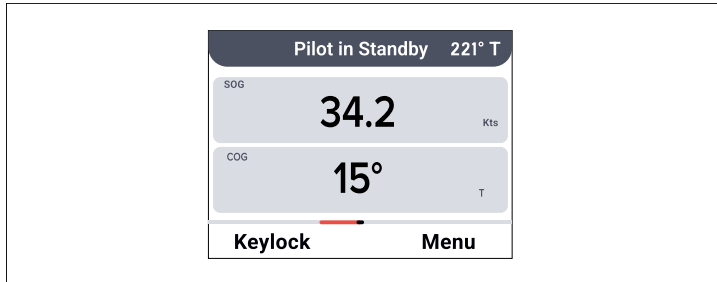 Pilot in Standby 221° T
SOG
34.2
Kts
COG
15°
T
Keylock Menu